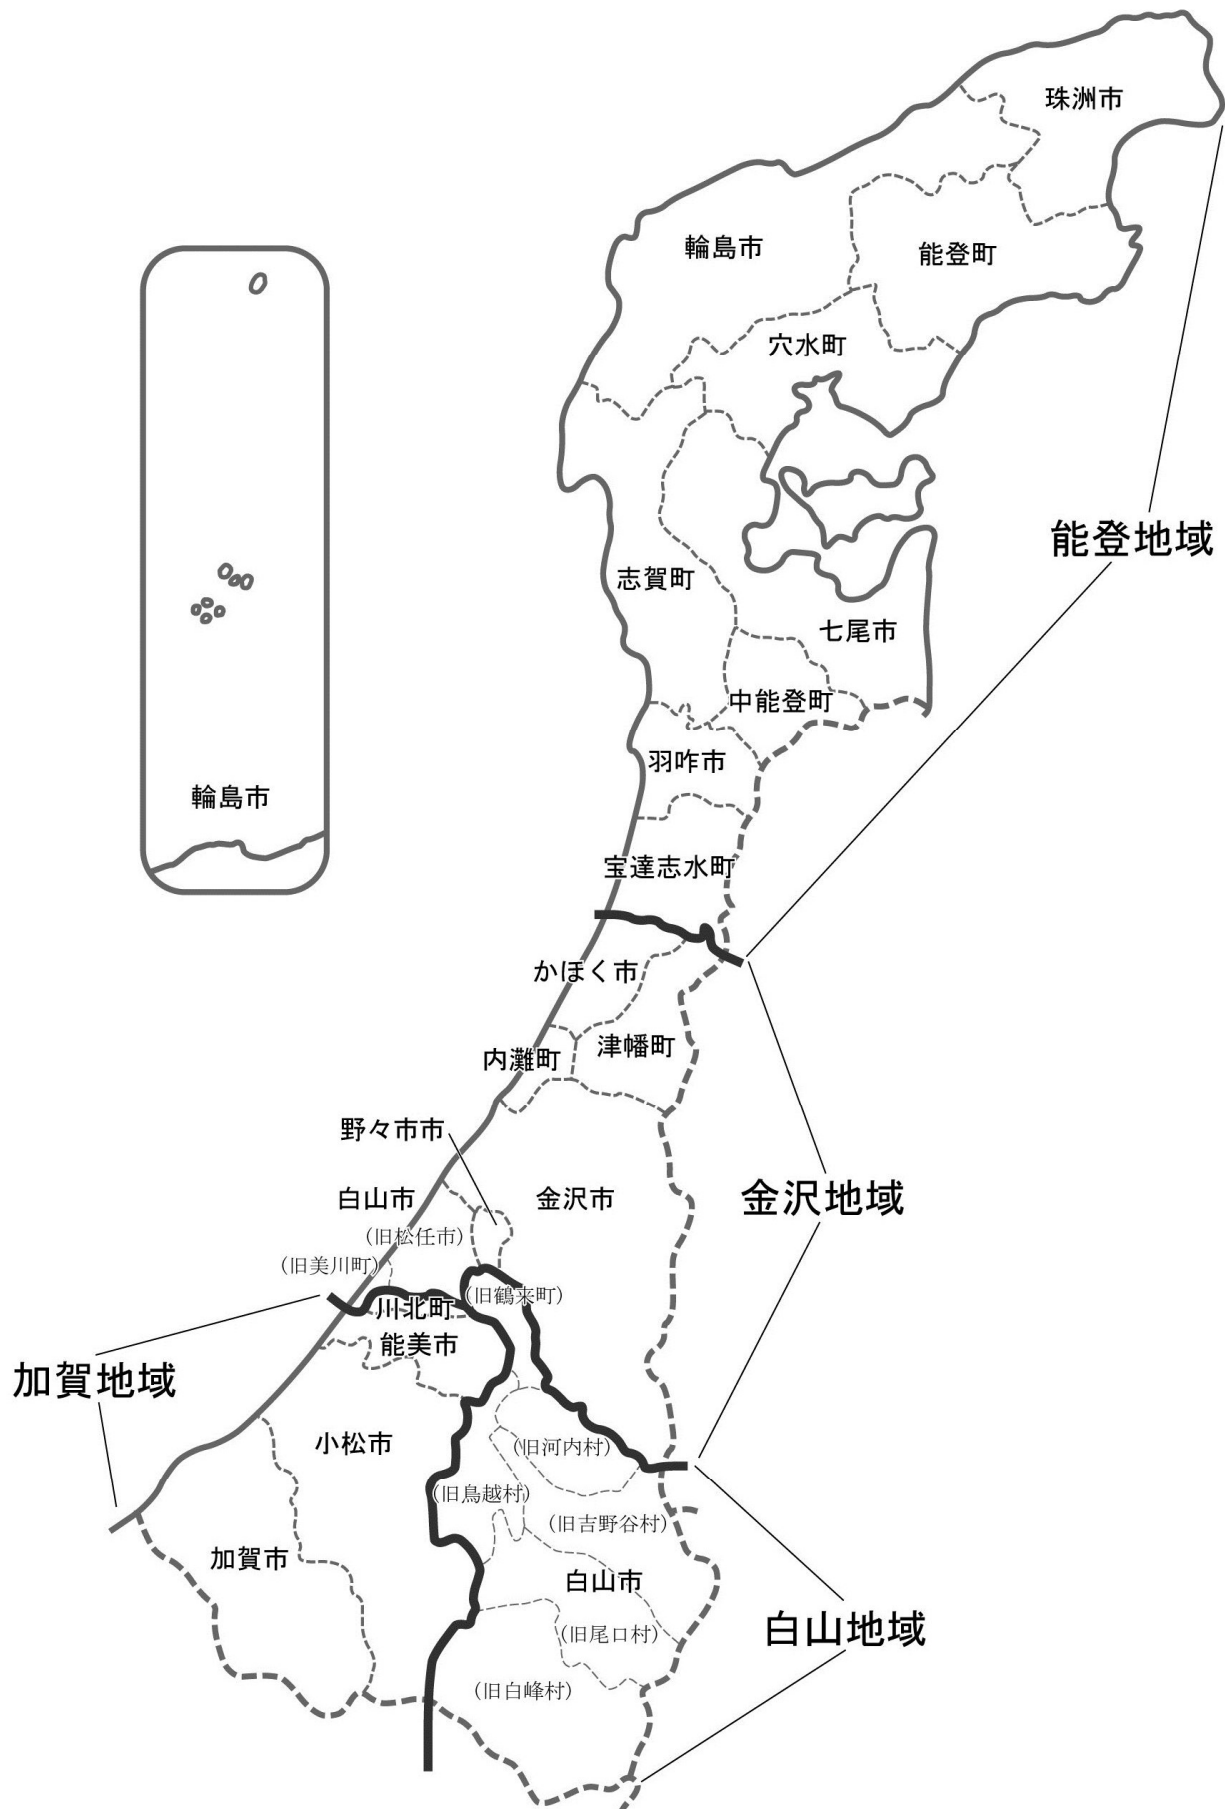 珠洲市
輪島市
能登町
穴水町
能登地域
志賀町
七尾市
中能登町
羽咋市
輪島市
宝達志水町
かほく市
内灘町
津幡町
野々市市
白山市
金沢市
金沢地域
(旧松任市)
(旧美川町)
(旧鶴来町)
川北町
能美市
加賀地域
小松市
(旧河内村)
(旧鳥越村)
(旧吉野谷村)
加賀市
白山市
白山地域
(旧尾口村)
(旧白峰村)